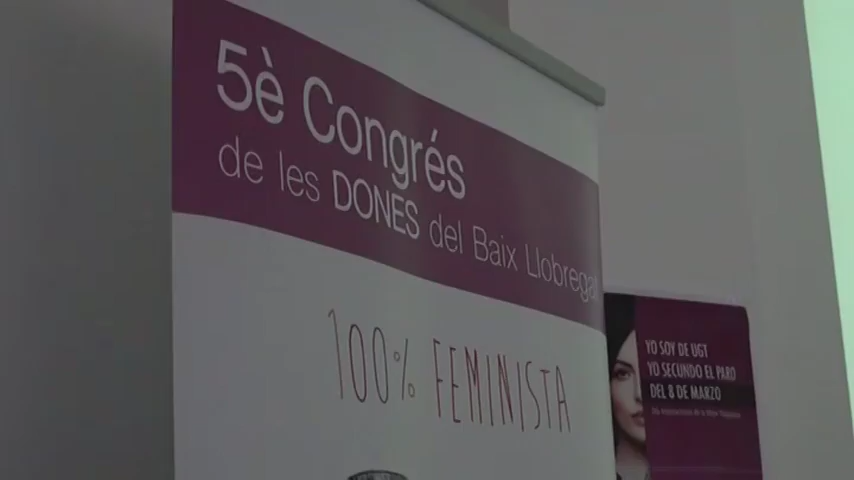 5è Congrés
de les DONES del Baix Llobregat
100% FEMINISTA
YO SOY DE UGT
YO SECUNDO EL PARO
DEL 8 DE MARZO